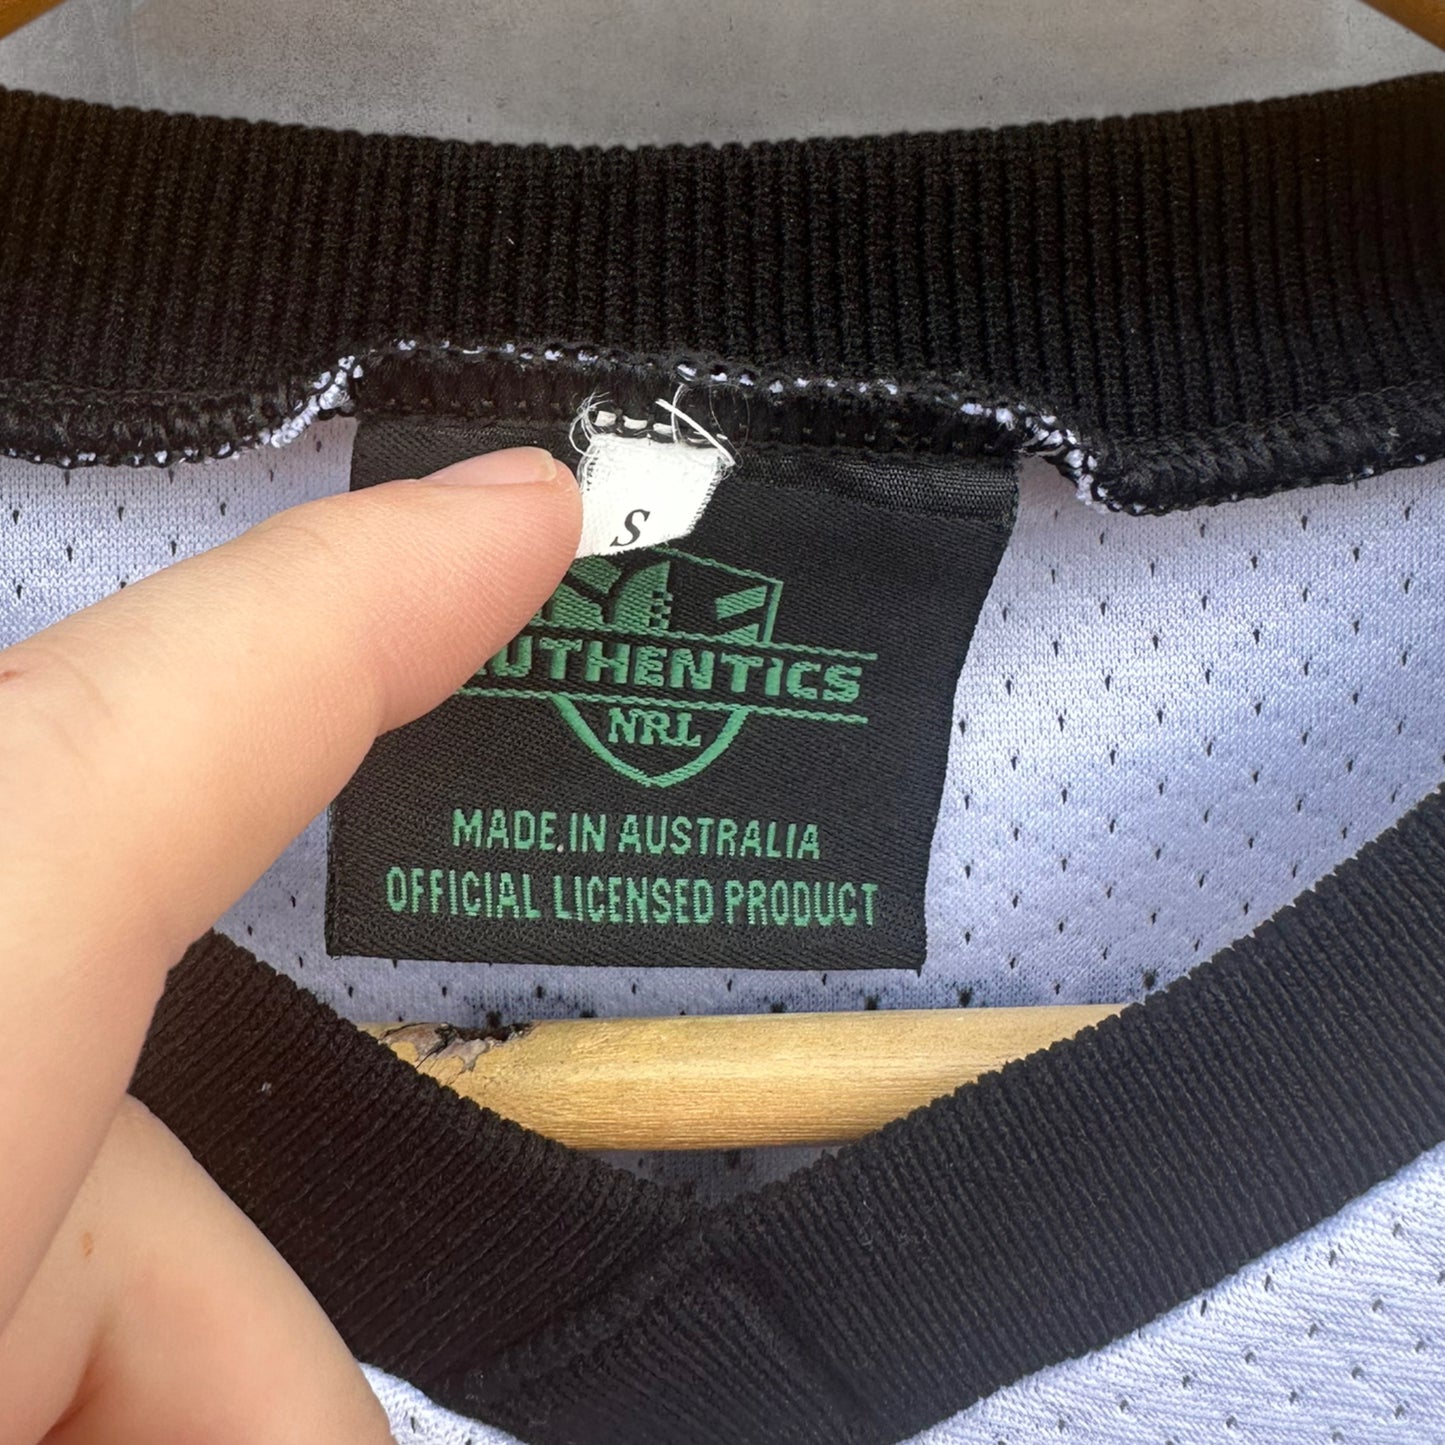 S
AUTHENTICS
NRL
MADE IN AUSTRALIA
OFFICIAL LICENSED PRODUCT